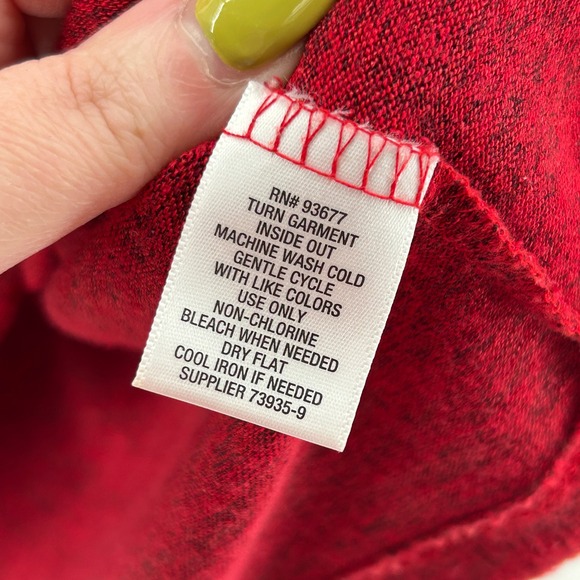 RN# 93677
TURN GARMENT
INSIDE OUT
MACHINE WASH COLD
GENTLE CYCLE
WITH LIKE COLORS
USE ONLY
NON-CHLORINE
BLEACH WHEN NEEDED
DRY FLAT
COOL IRON IF NEEDED
SUPPLIER 73935-9